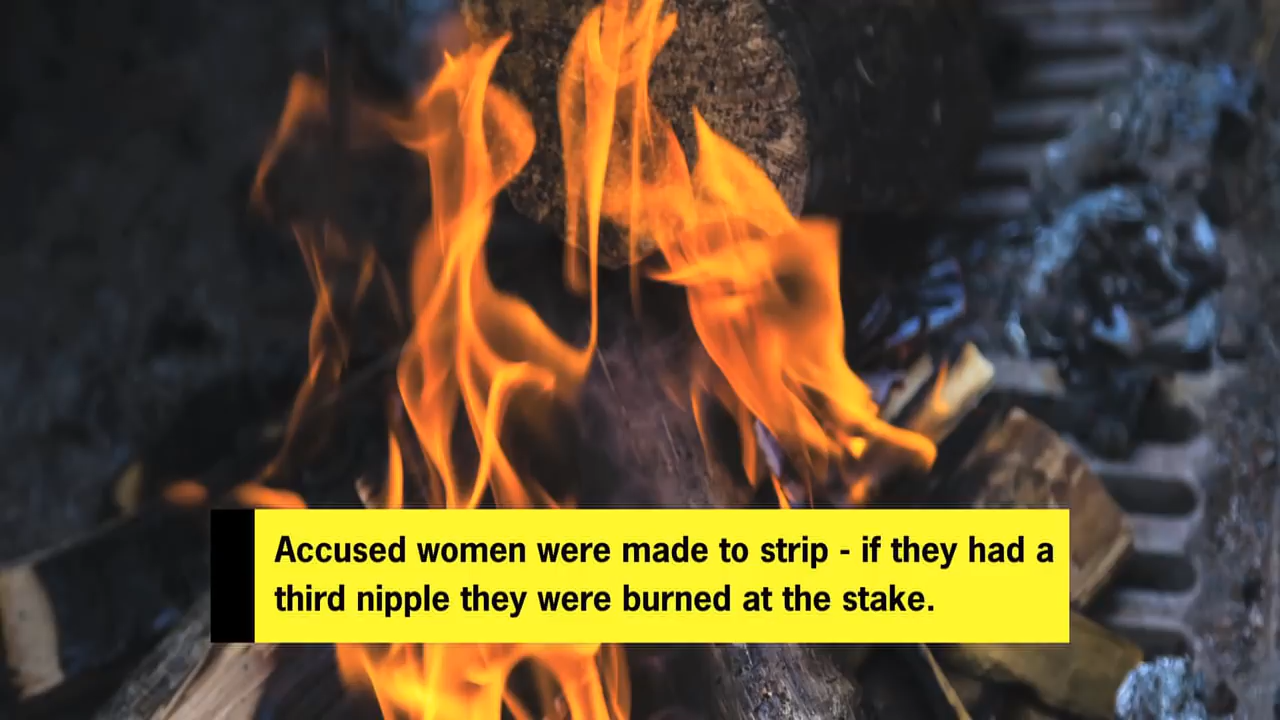 Accused women were made to strip - if they had a
third nipple they were burned at the stake.